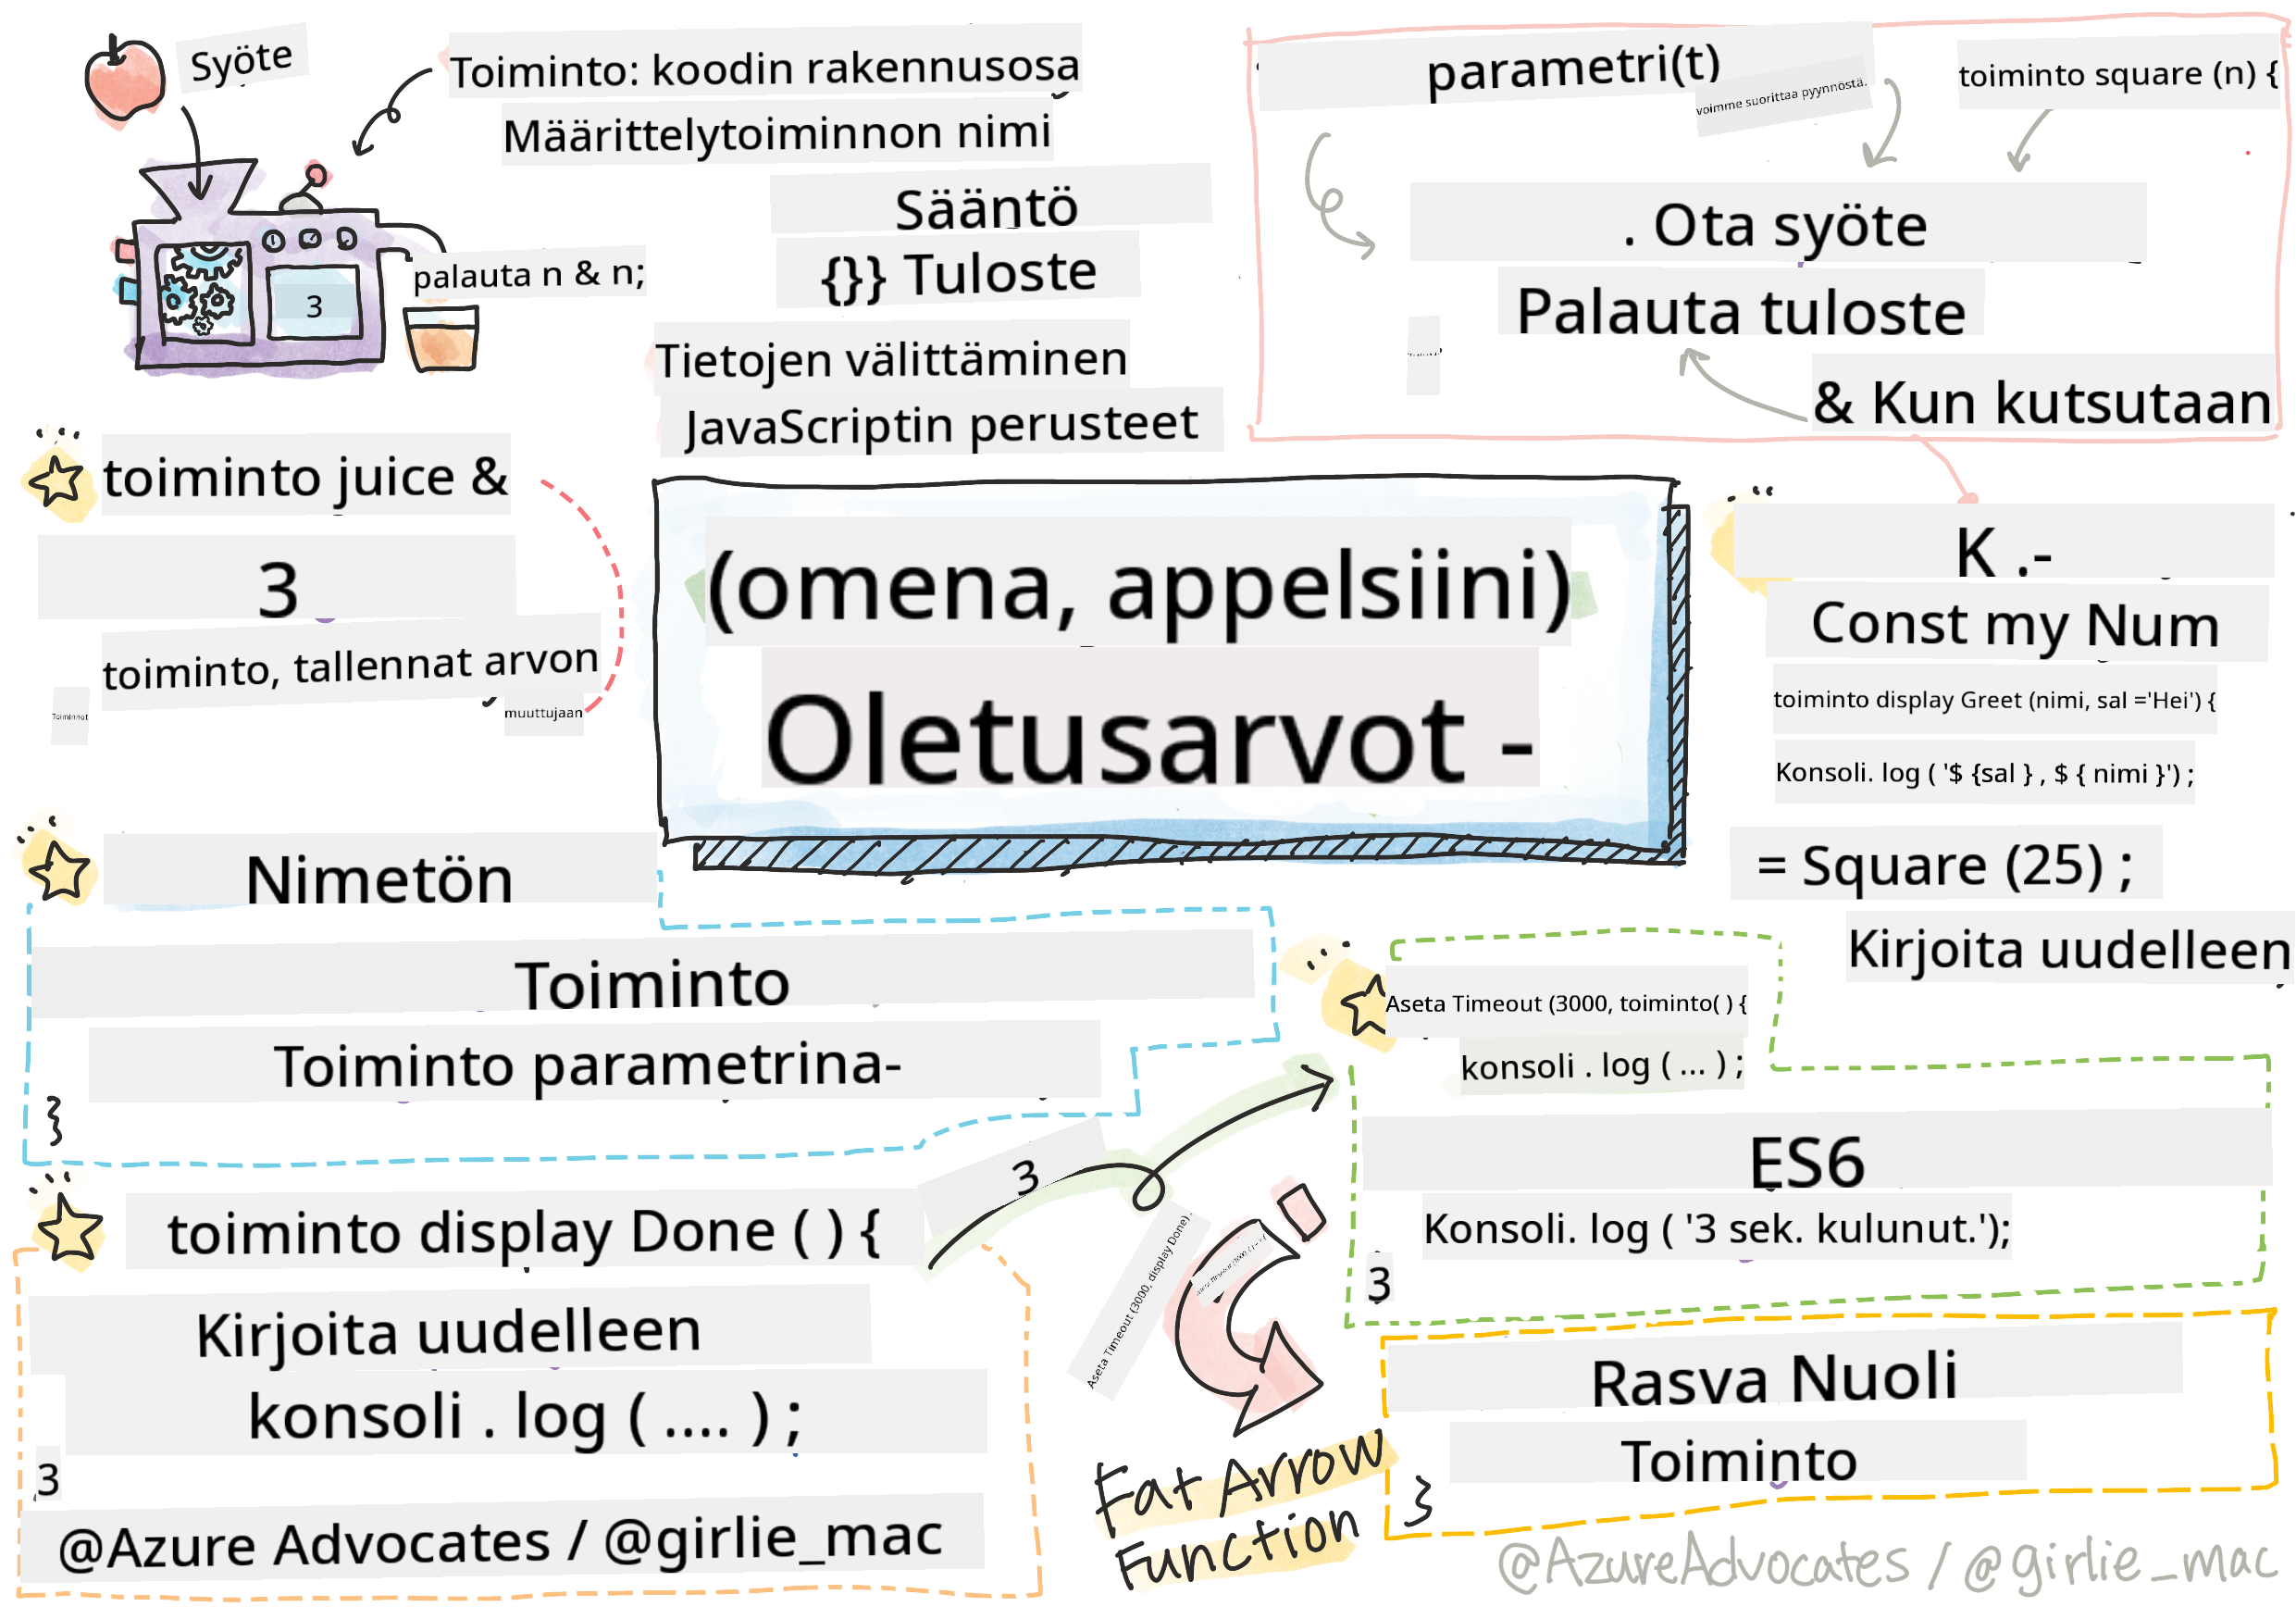 Syöte
Toiminto: koodin rakennusosa
Määrittelytoiminnon nimi
Sääntö
{}} Tuloste
palauta n & n;
3
Tietojen välittäminen
JavaScriptin perusteet
parametri(t)
voimme suorittaa pyynnöstä.
toiminto square (n) {
. Ota syöte
Palauta tuloste
& Kun kutsutaan
toiminto juice &
3
toiminto, tallennat arvon
Toiminnot
muuttujaan
(omena, appelsiini)
Oletusarvot -
K .-
Const my Num
toiminto display Greet (nimi, sal ='Hei') {
Konsoli. log ( '$ {sal } , $ { nimi }') ;
= Square (25) ;
Kirjoita uudelleen
Nimetön
Toiminto
Toiminto parametrina-
}
Aseta Timeout (3000, toiminto( ) {
konsoli . log ( ... ) ;
ES6
Konsoli. log ( '3 sek. kulunut.');
3
toiminto display Done ( ) {
3
Kirjoita uudelleen
konsoli . log ( .... ) ;
3
@Azure Advocates / @girlie_mac
Aseta Timeout (3000, display Done) .
Fat Arrow
Function
Rasva Nuoli
Toiminto
}
@AzureAdvocates / @girlie_mac